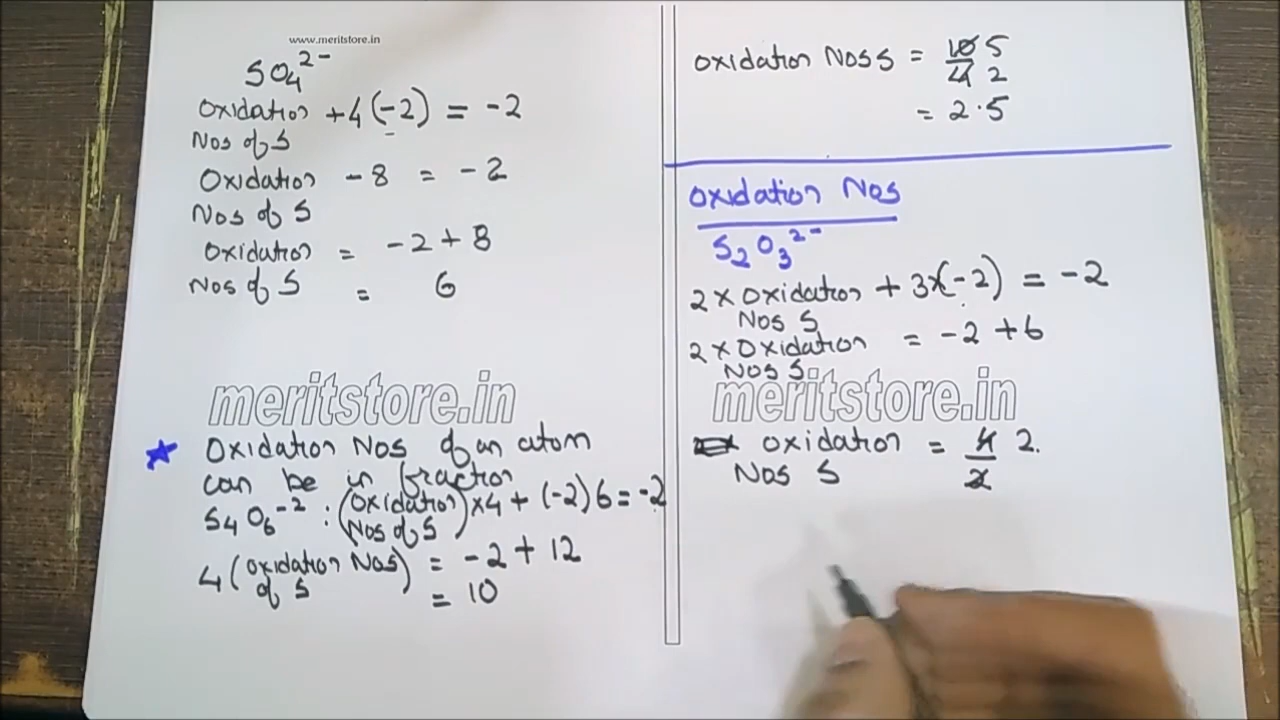 www.meritstore.in
SO4 2-
Oxidation + 4 (-2) = -2
Nos of S
Oxidation - 8 = -2
Nos of S
Oxidation = -2 + 8
Nos of S = 6
meritstore.in
★ Oxidation Nos of an atom
can be in fraction
S4O6 -2 : (Oxidation) x4 + (-2) 6 = -2
Nos of S
4 (Oxidation Nos) = -2 + 12
of S = 10
Oxidation Nos S = 10 5
4 2
= 2.5
Oxidation Nos
S2O3 2-
2 x Oxidation + 3x(-2) = -2
Nos S
2 x Oxidation = -2 + 6
Nos S
meritstore.in
Oxidation = 4 2.
Nos S 2